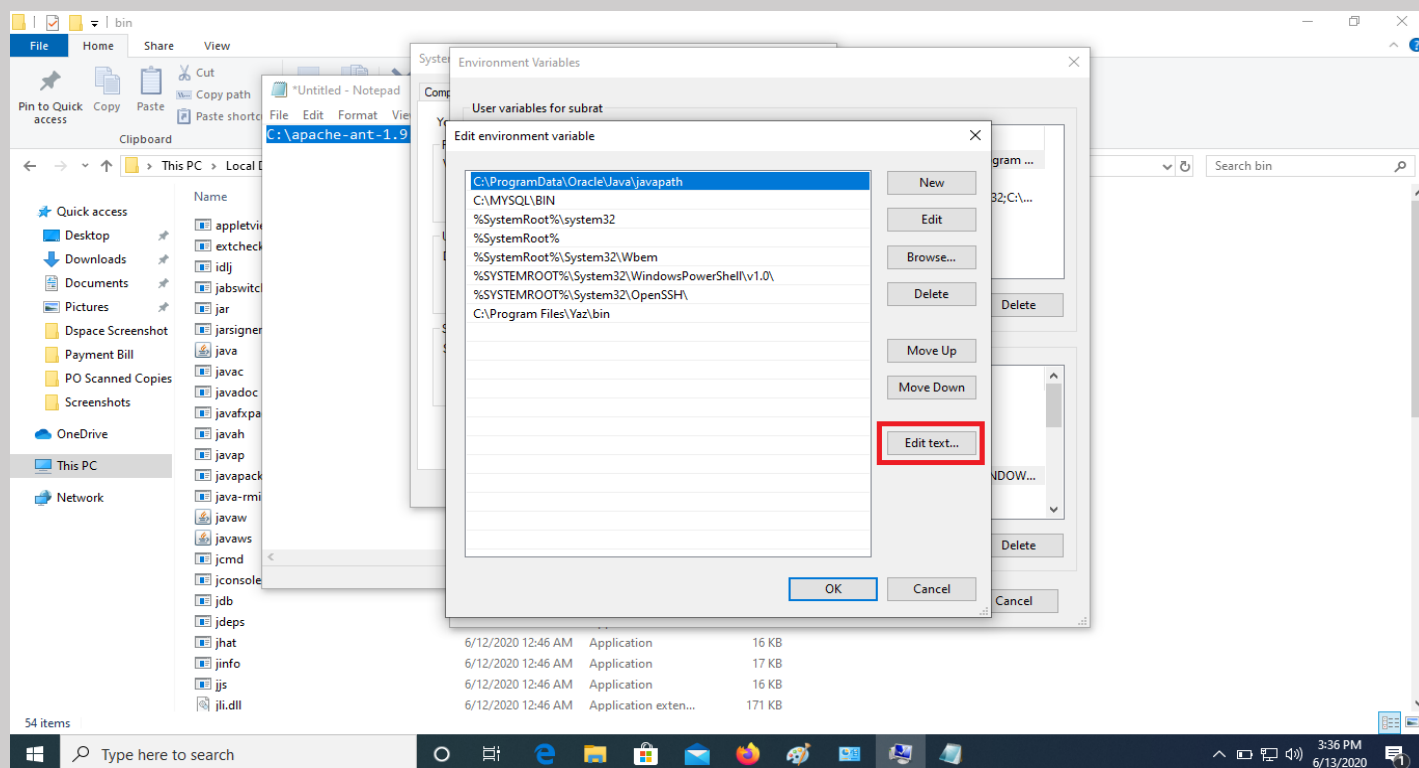 bin
File Home Share View
Pin to Quick access
Copy
Paste
Cut
Copy path
Paste shortc
Clipboard
This PC > Local D
Search bin
Quick access
Desktop
Downloads
Documents
Pictures
Dspace Screenshot
Payment Bill
PO Scanned Copies
Screenshots
OneDrive
This PC
Network
Name
appletvie
extcheck
idlj
jabswitcl
jar
jarsigner
java
javac
javadoc
javafxpa
javah
javap
javapack
java-rmi
javaw
javaws
jcmd
jconsole
jdb
jdeps
jhat 6/12/2020 12:46 AM Application 16 KB
jinfo 6/12/2020 12:46 AM Application 17 KB
jjs 6/12/2020 12:46 AM Application 16 KB
jli.dll 6/12/2020 12:46 AM Application exten... 171 KB
54 items
*Untitled - Notepad
File Edit Format Vie
C:\apache-ant-1.9
Syste
Comp
Environment Variables
User variables for subrat
gram ...
32;C:\...
Delete
NDOW...
Delete
Cancel
Edit environment variable
C:\ProgramData\Oracle\Java\javapath
C:\MYSQL\BIN
%SystemRoot%\system32
%SystemRoot%
%SystemRoot%\System32\Wbem
%SYSTEMROOT%\System32\WindowsPowerShell\v1.0\
%SYSTEMROOT%\System32\OpenSSH\
C:\Program Files\Yaz\bin
New
Edit
Browse...
Delete
Move Up
Move Down
Edit text...
OK
Cancel
Type here to search
3:36 PM
6/13/2020
1